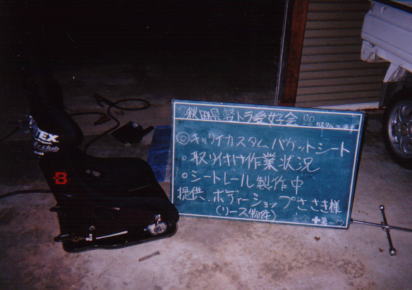 秋田県軽トラ愛好会
◎キャリイカスタムバケットシート
○取り付け作業状況
○シートレール製作中
提供 ボディーショップささき様
(リース物件)
TEX
B